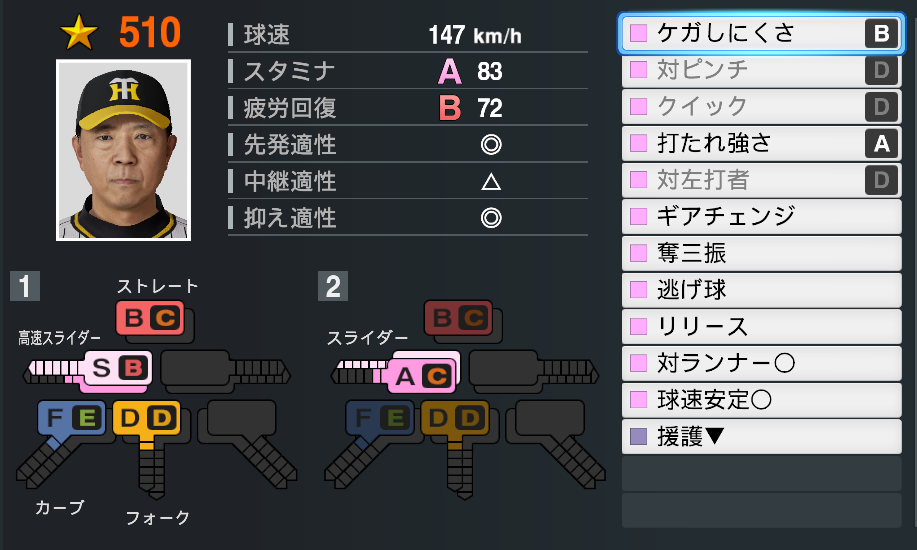 510
球速 147 km/h
スタミナ A 83
疲労回復 B 72
先発適性 ◎
中継適性 △
抑え適性 ◎
1
ストレート
B C
高速スライダー
S B
F E
D D
カーブ
フォーク
2
B C
スライダー
A C
F E
D D
ケガしにくさ B
対ピンチ D
クイック D
打たれ強さ A
対左打者 D
ギアチェンジ
奪三振
逃げ球
リリース
対ランナー〇
球速安定〇
援護▼